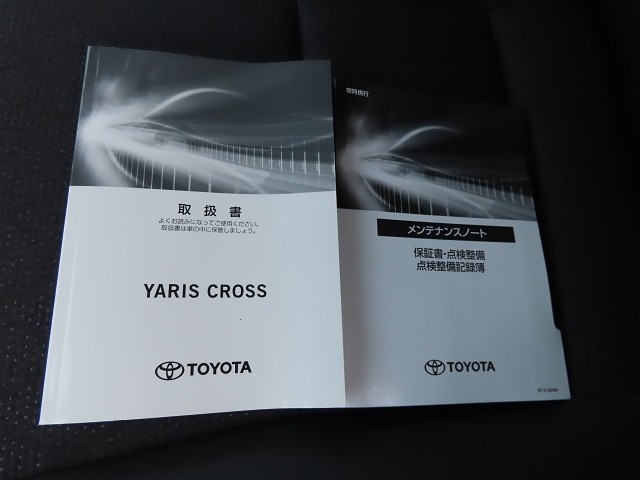 取扱書
よくお読みになってご使用ください。
取扱書は車の中に保管しましょう。
YARIS CROSS
TOYOTA
常時携行
メンテナンスノート
保証書・点検整備
点検整備記録簿
TOYOTA